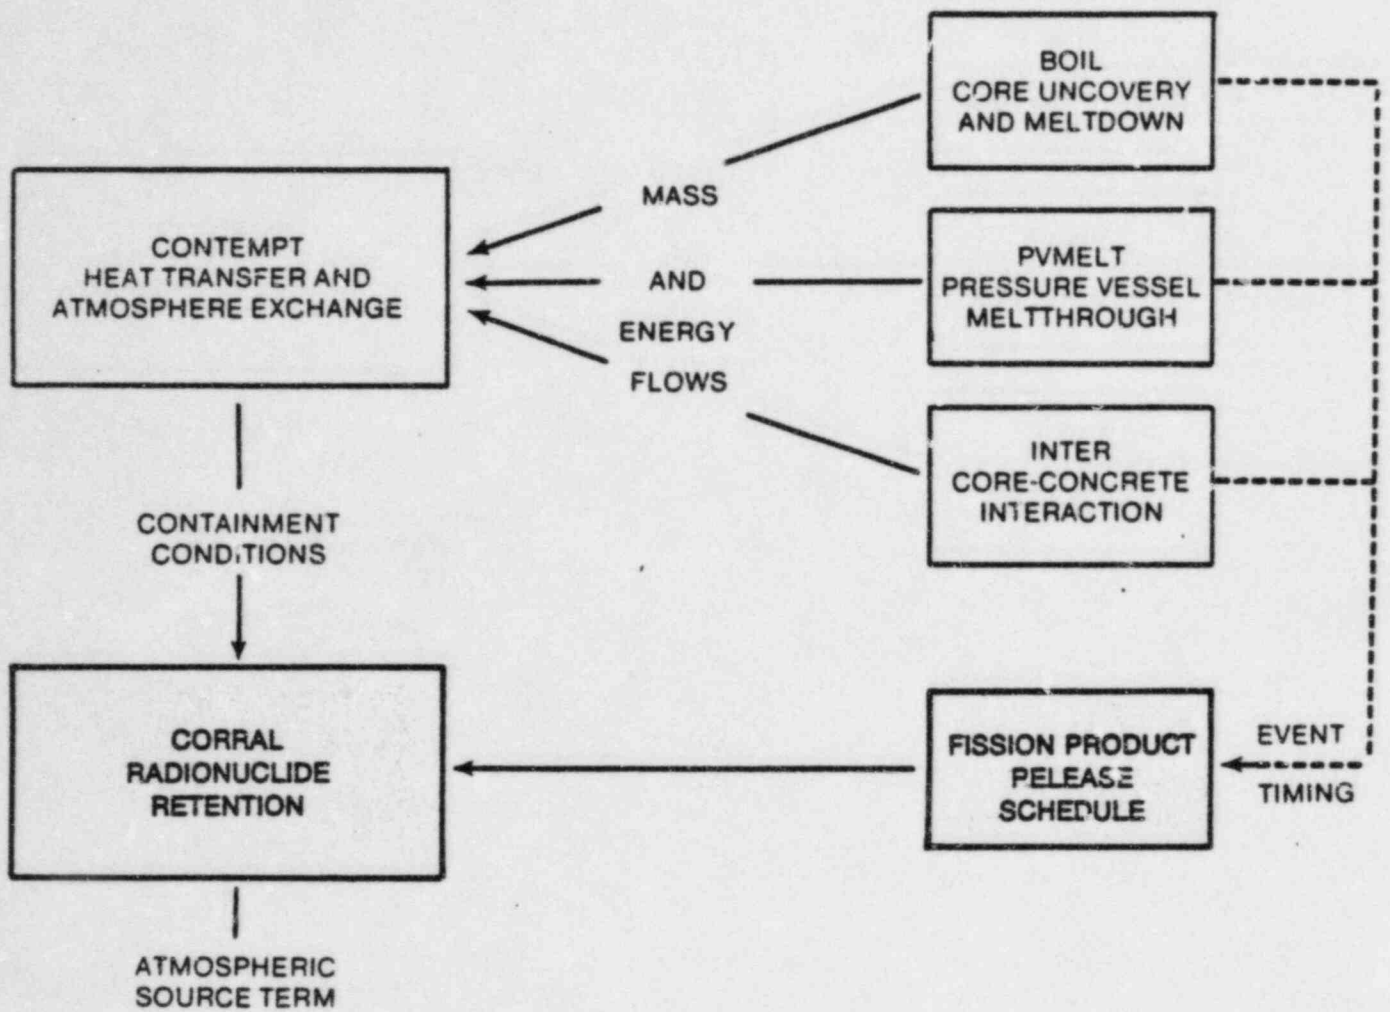 BOIL
CORE UNCOVERY
AND MELTDOWN
MASS
CONTEMPT
HEAT TRANSFER AND
ATMOSPHERE EXCHANGE
AND
ENERGY
FLOWS
PVMELT
PRESSURE VESSEL
MELTTHROUGH
INTER
CORE-CONCRETE
INTERACTION
CONTAINMENT
CONDITIONS
CORRAL
RADIONUCLIDE
RETENTION
FISSION PRODUCT
PELEASE
SCHEDULE
EVENT
TIMING
ATMOSPHERIC
SOURCE TERM